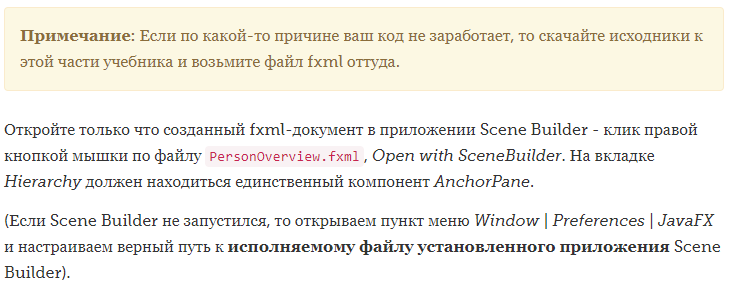 Примечание: Если по какой-то причине ваш код не заработает, то скачайте исходники к
этой части учебника и возьмите файл fxml оттуда.
Откройте только что созданный fxml-документ в приложении Scene Builder - клик правой
кнопкой мышки по файлу PersonOverview.fxml, Open with SceneBuilder. На вкладке
Hierarchy должен находиться единственный компонент AnchorPane.
(Если Scene Builder не запустился, то открываем пункт меню Window | Preferences | JavaFX
и настраиваем верный путь к исполняемому файлу установленного приложения Scene
Builder).